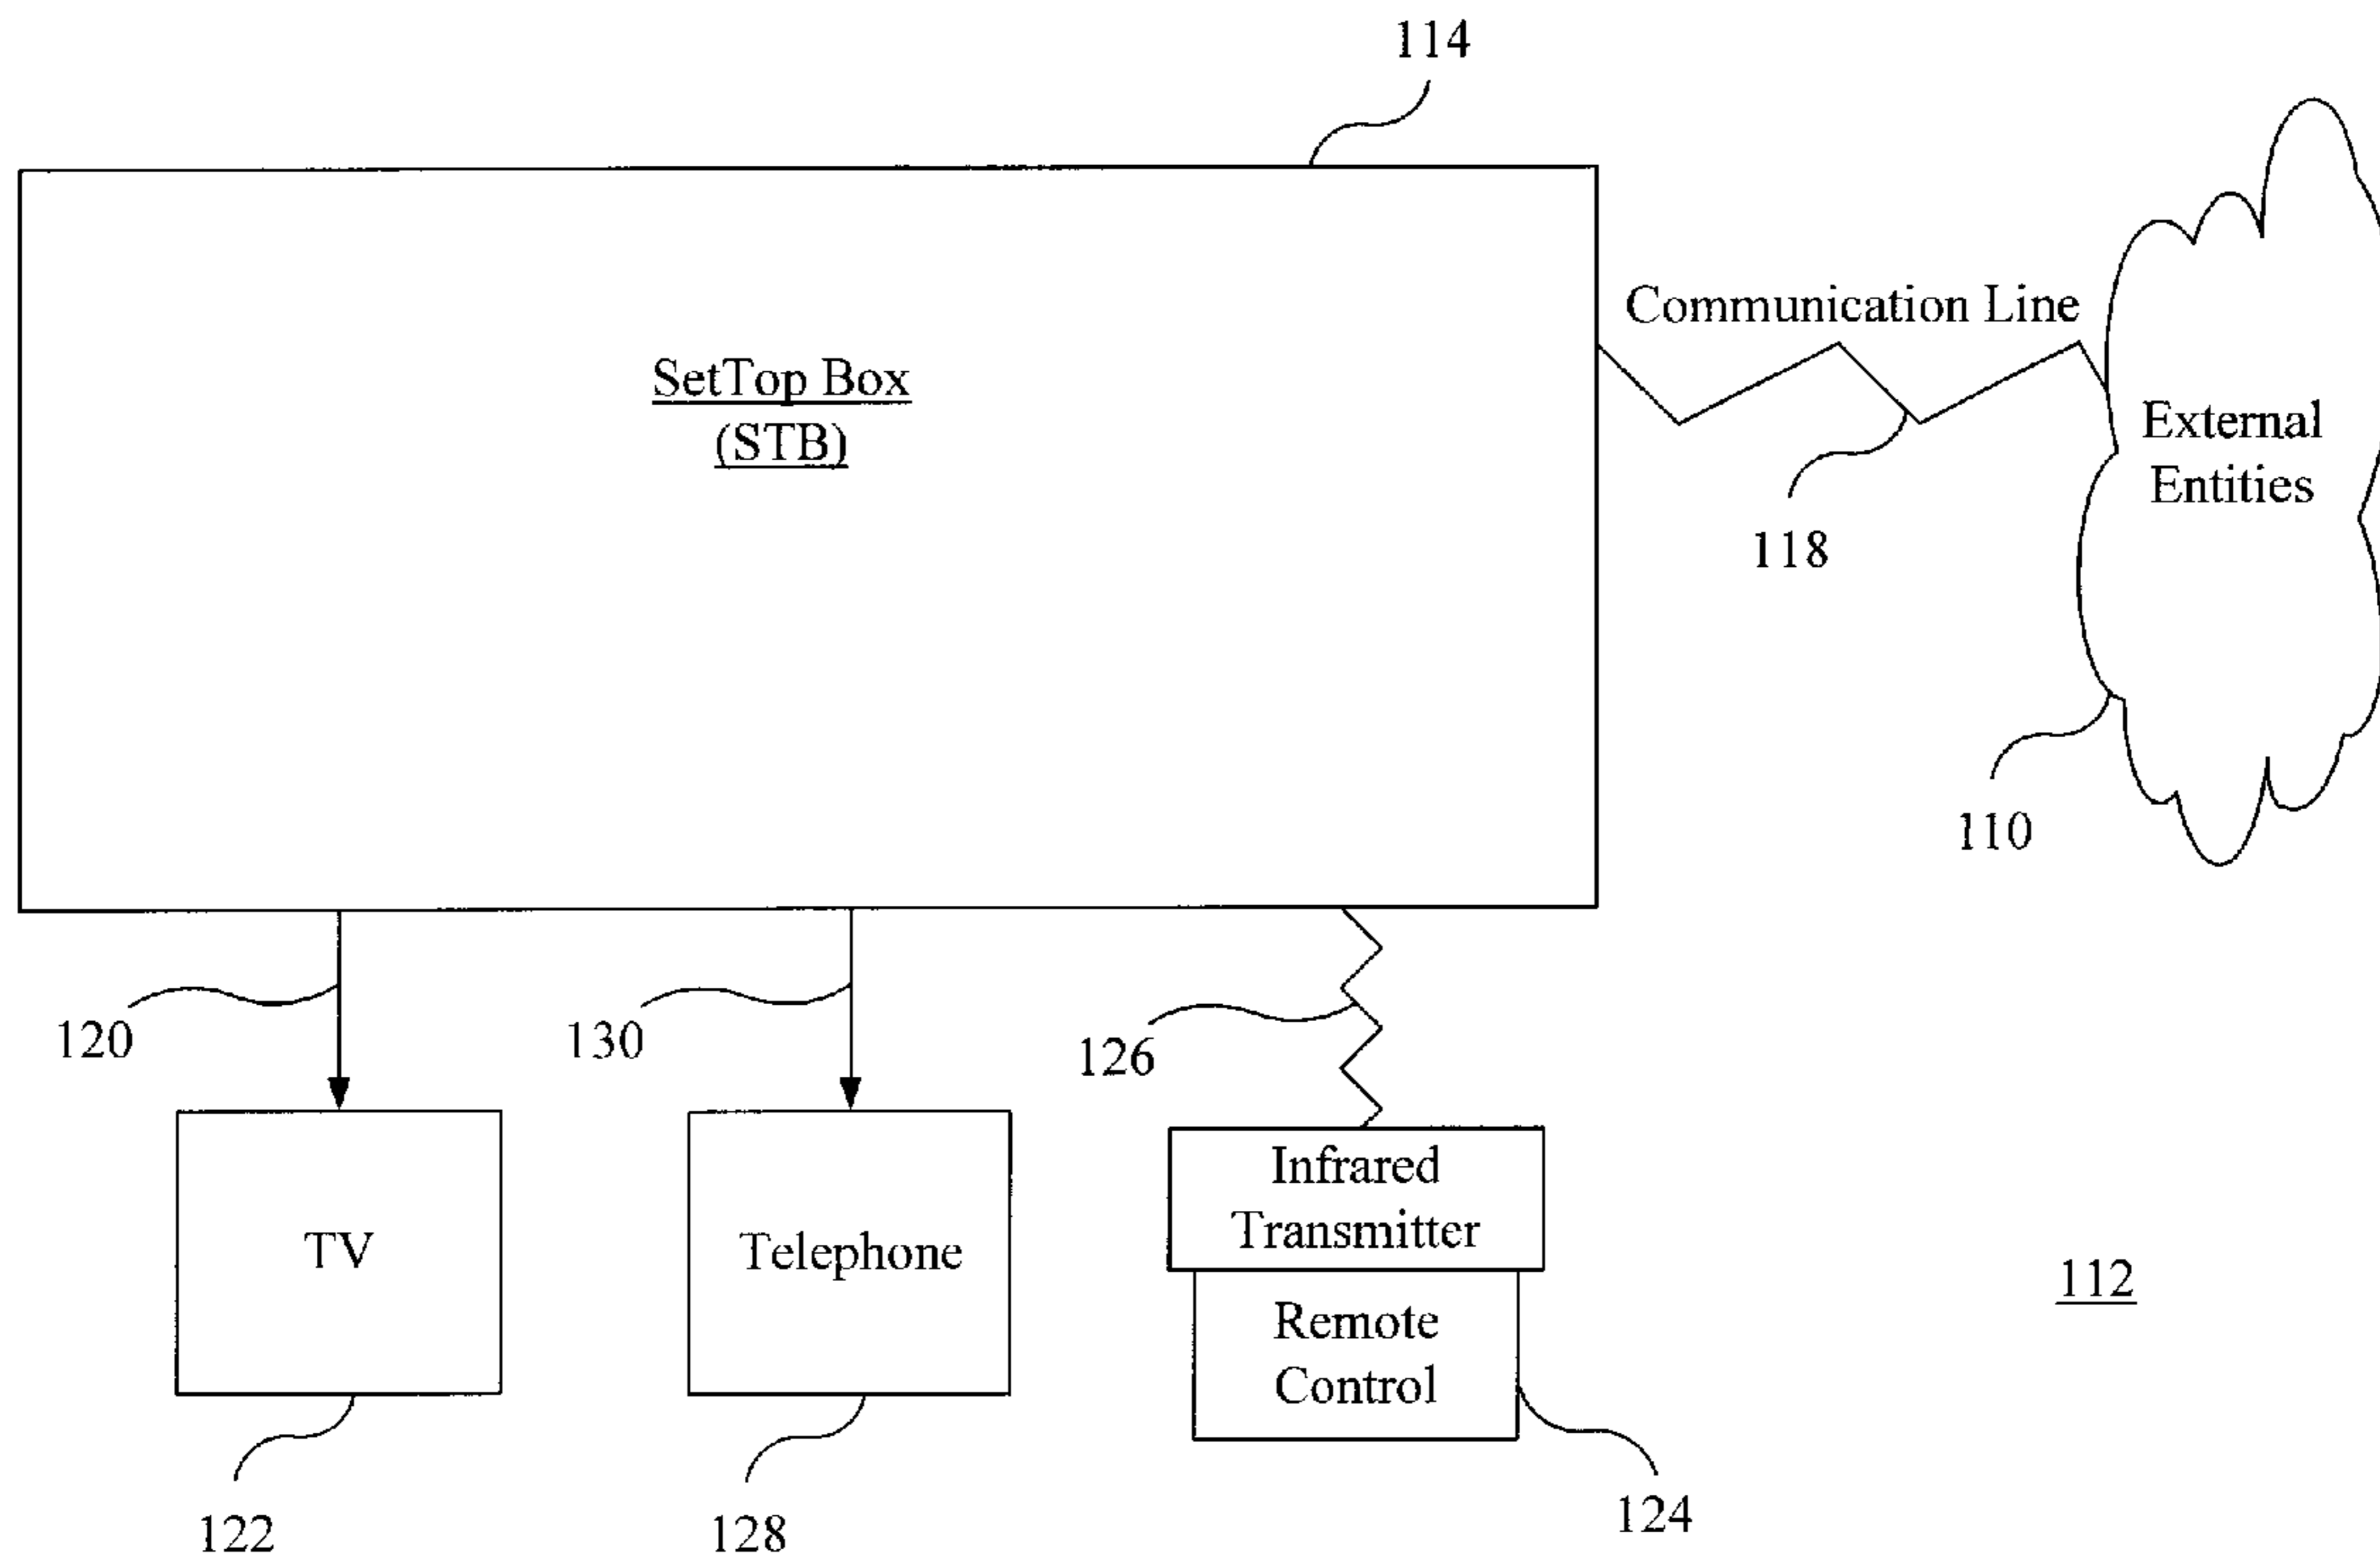 114
Communication Line
SetTop Box
(STB)
External
Entities
118
110
120
130
126
Infrared
Transmitter
TV
Telephone
112
Remote
Control
122
128
124